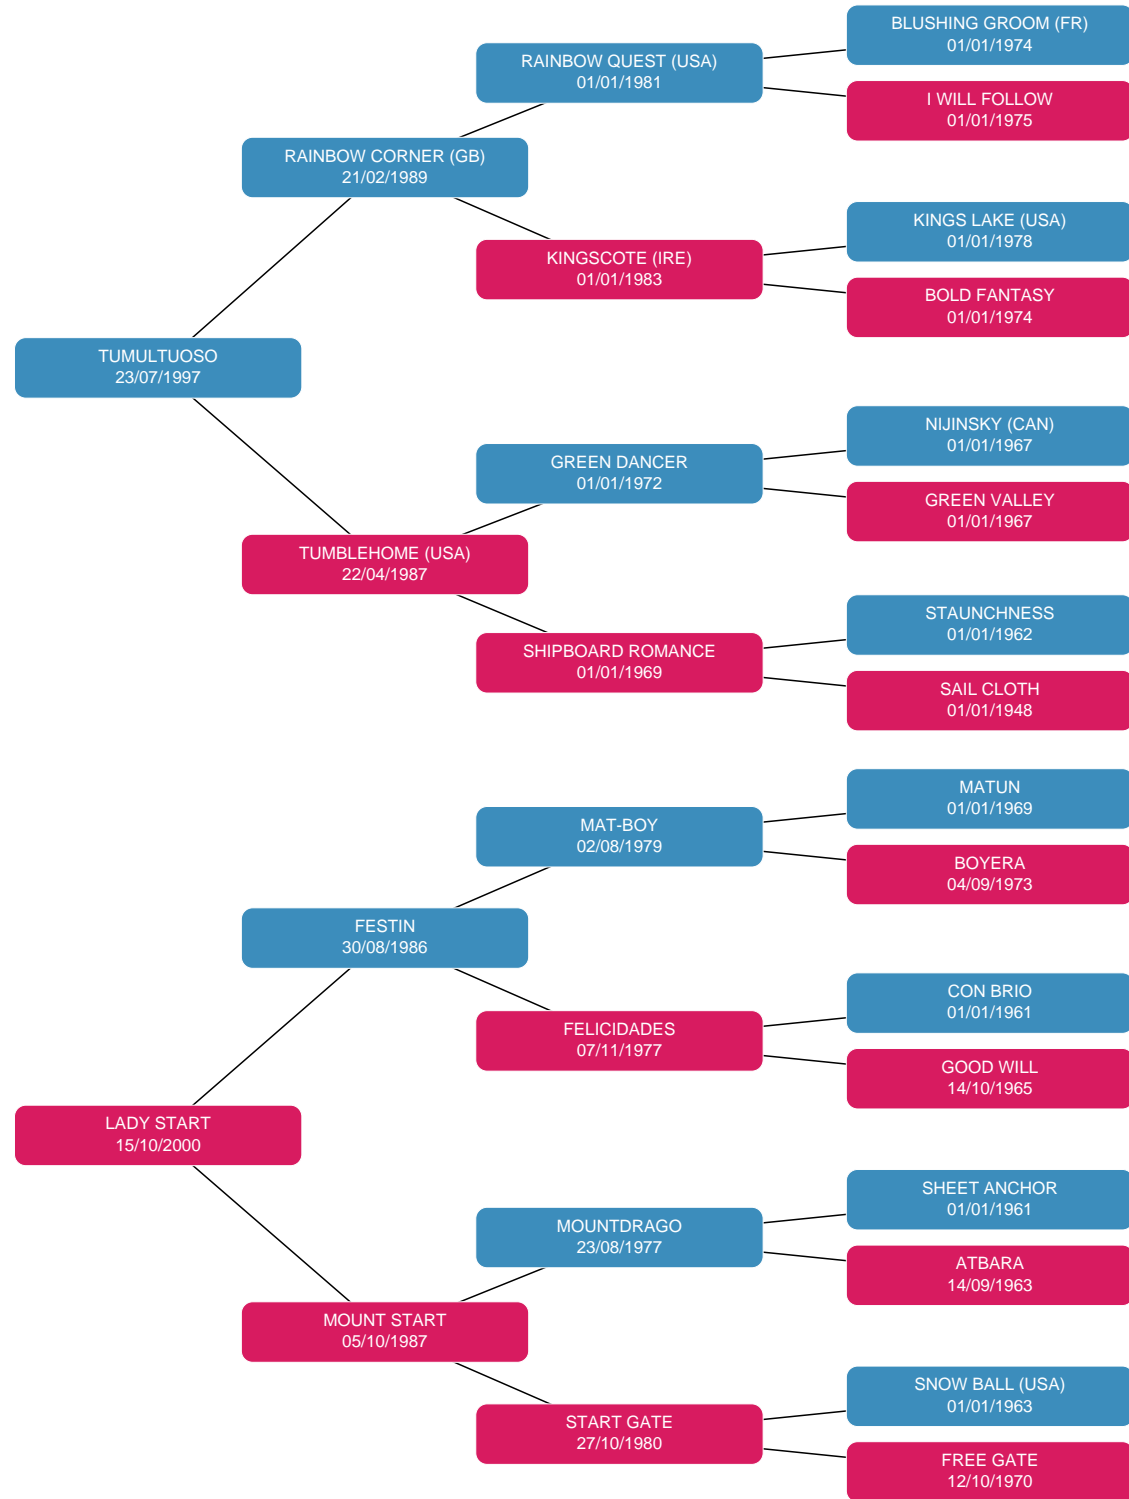 BLUSHING GROOM (FR)
01/01/1974
RAINBOW QUEST (USA)
01/01/1981
I WILL FOLLOW
01/01/1975
RAINBOW CORNER (GB)
21/02/1989
KINGS LAKE (USA)
01/01/1978
KINGSCOTE (IRE)
01/01/1983
BOLD FANTASY
01/01/1974
TUMULTUOSO
23/07/1997
NIJINSKY (CAN)
01/01/1967
GREEN DANCER
01/01/1972
GREEN VALLEY
01/01/1967
TUMBLEHOME (USA)
22/04/1987
STAUNCHNESS
01/01/1962
SHIPBOARD ROMANCE
01/01/1969
SAIL CLOTH
01/01/1948
MATUN
01/01/1969
MAT-BOY
02/08/1979
BOYERA
04/09/1973
FESTIN
30/08/1986
CON BRIO
01/01/1961
FELICIDADES
07/11/1977
GOOD WILL
14/10/1965
LADY START
15/10/2000
SHEET ANCHOR
01/01/1961
MOUNTDRAGO
23/08/1977
ATBARA
14/09/1963
MOUNT START
05/10/1987
SNOW BALL (USA)
01/01/1963
START GATE
27/10/1980
FREE GATE
12/10/1970